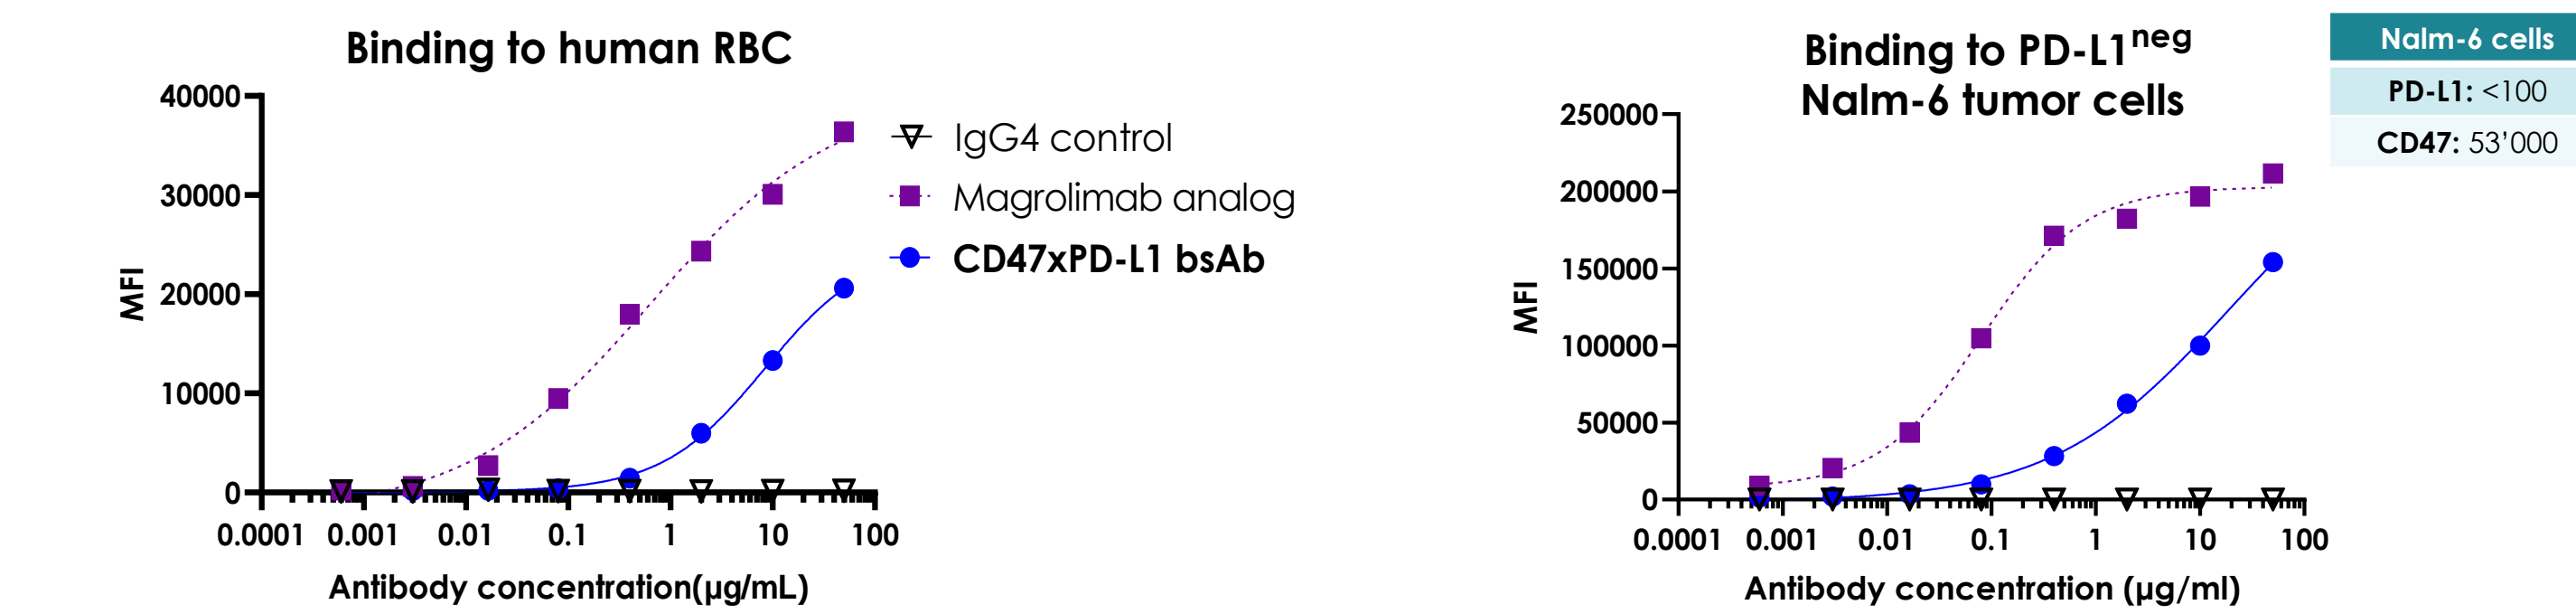 Binding to human RBC
40000
30000
20000
10000
0
MFI
0.0001 0.001 0.01 0.1 1 10 100
Antibody concentration(µg/mL)
IgG4 control
Magrolimab analog
CD47xPD-L1 bsAb
Binding to PD-L1neg
Nalm-6 tumor cells
250000
200000
150000
100000
50000
0
MFI
0.0001 0.001 0.01 0.1 1 10 100
Antibody concentration (µg/ml)
Nalm-6 cells
PD-L1: <100
CD47: 53’000